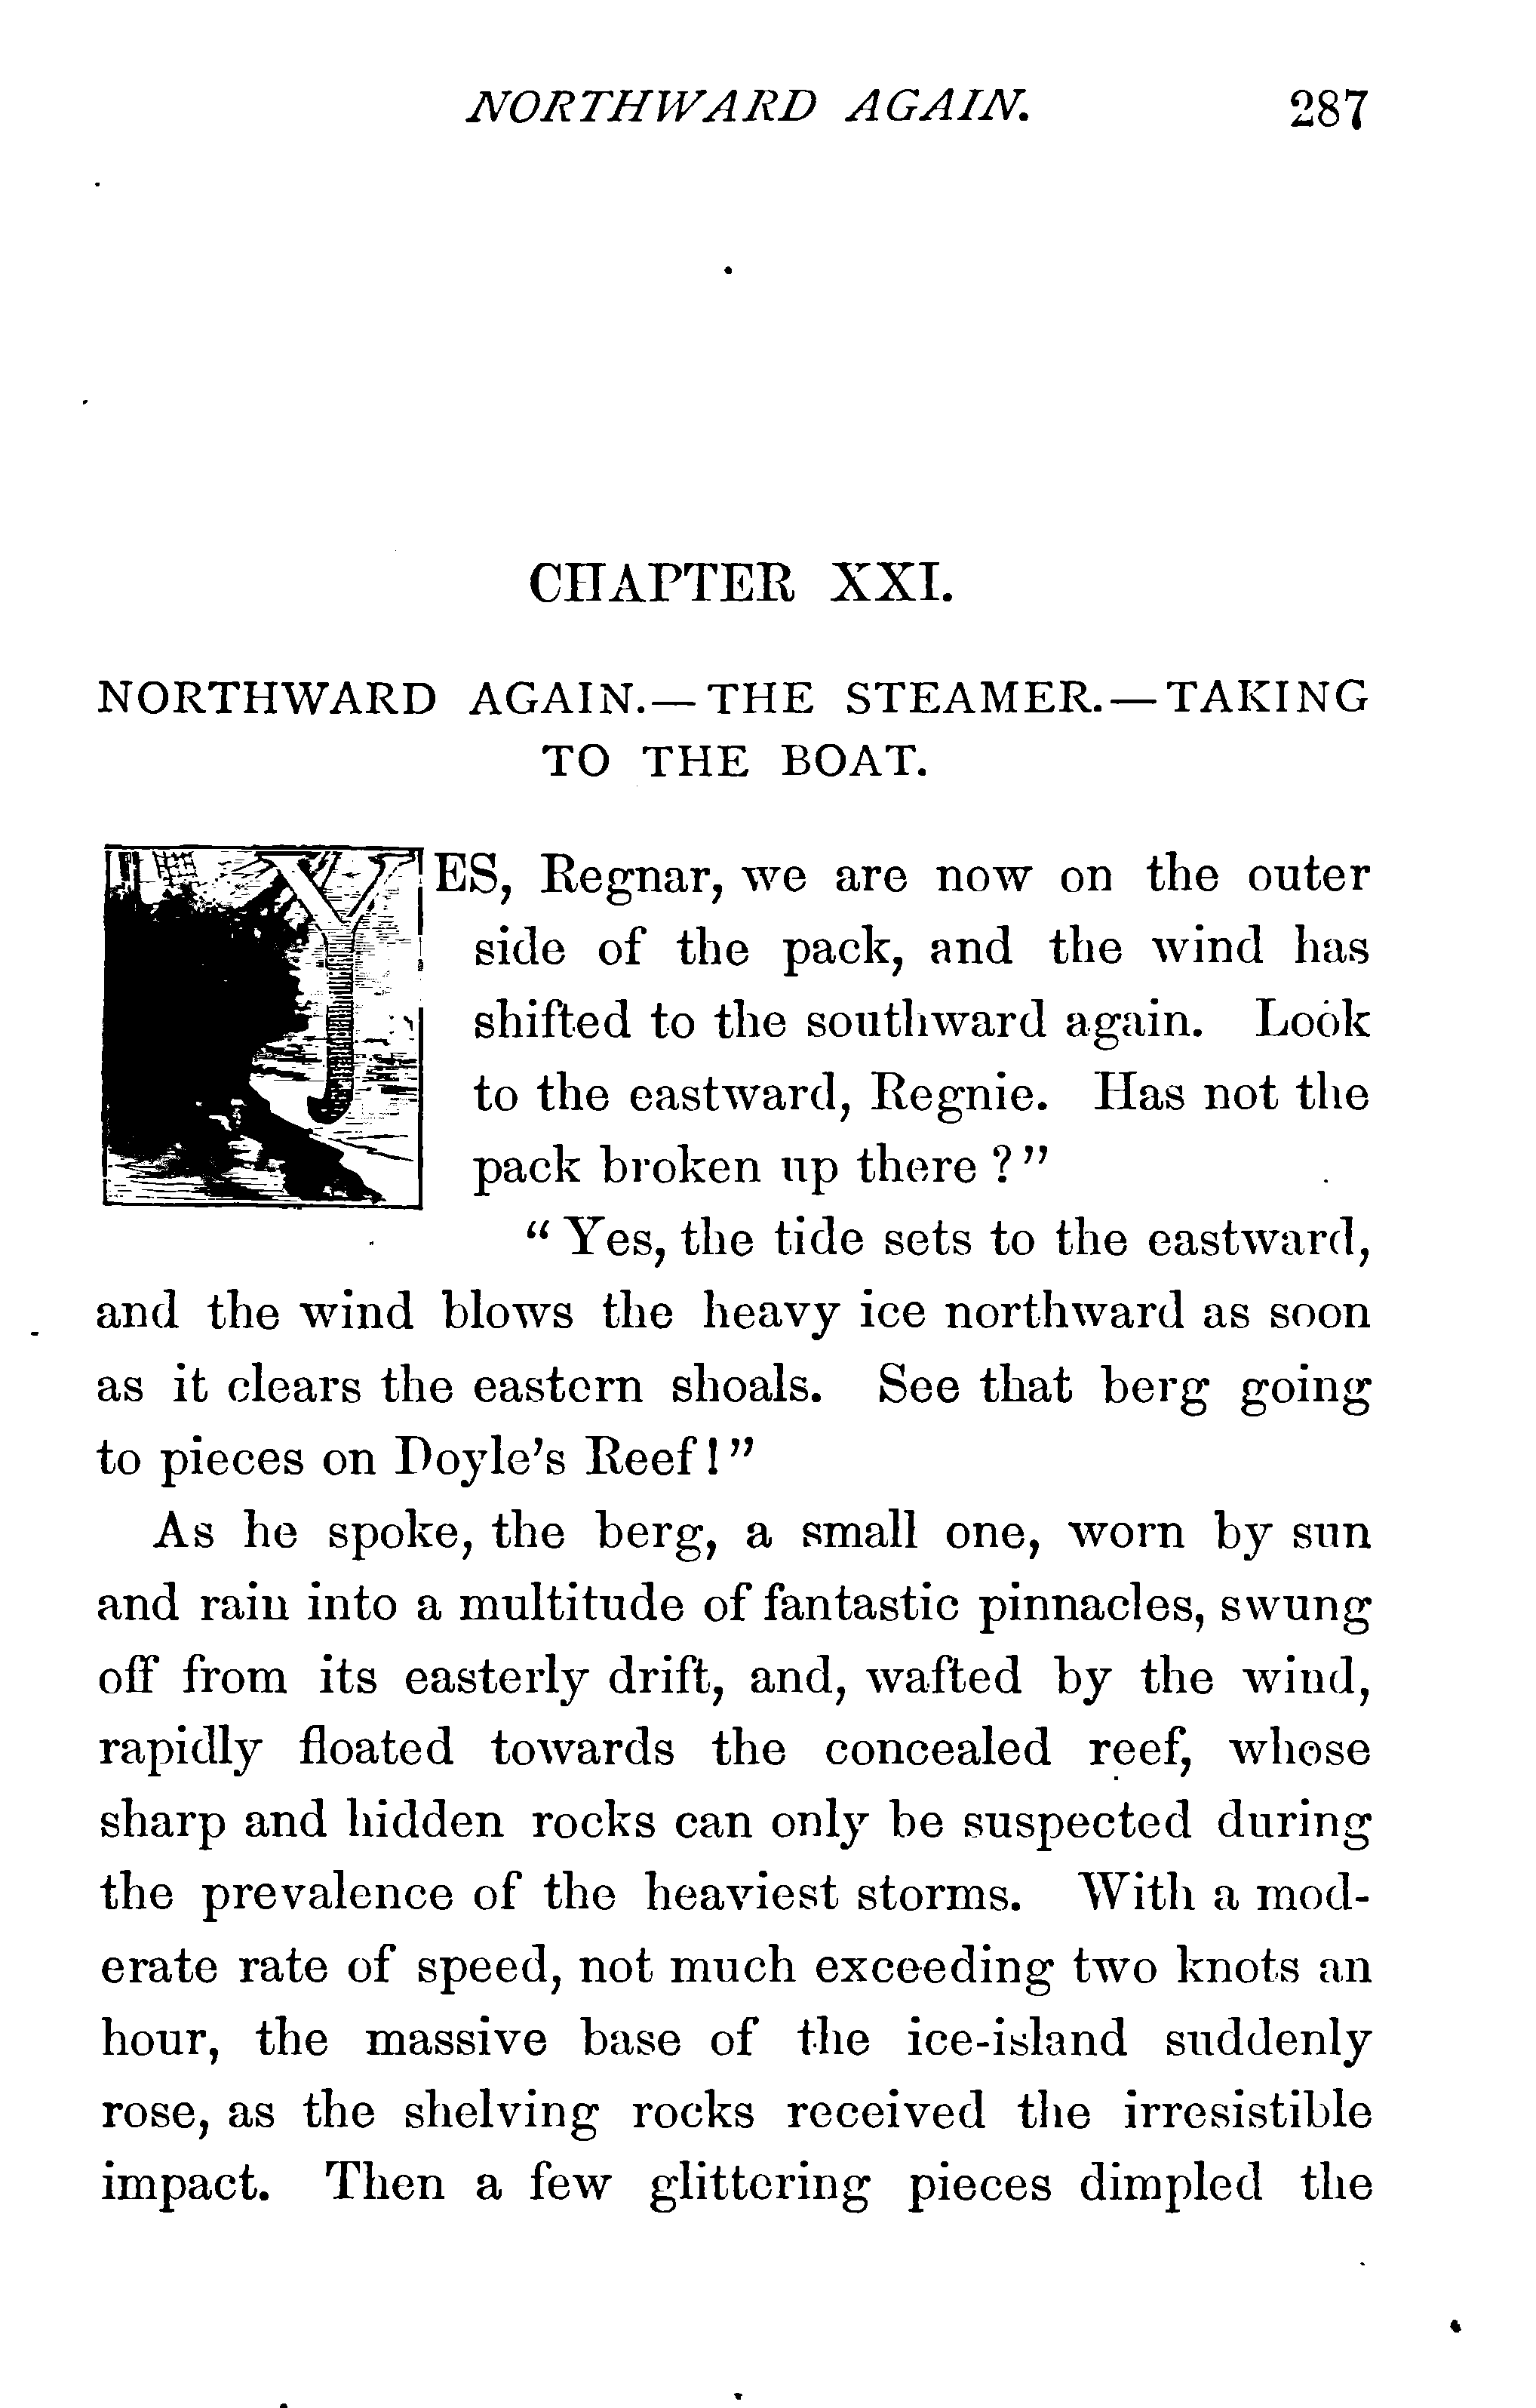 NORTHWARD AGAIN. 287
CHAPTER XXI.
NORTHWARD AGAIN.—THE STEAMER.—TAKING
TO THE BOAT.
YES, Regnar, we are now on the outer
side of the pack, and the wind has
shifted to the southward again. Look
to the eastward, Regnie. Has not the
pack broken up there ?”
“ Yes, the tide sets to the eastward,
and the wind blows the heavy ice northward as soon
as it clears the eastern shoals. See that berg going
to pieces on Doyle’s Reef!”
As he spoke, the berg, a small one, worn by sun
and rain into a multitude of fantastic pinnacles, swung
off from its easterly drift, and, wafted by the wind,
rapidly floated towards the concealed reef, whose
sharp and hidden rocks can only be suspected during
the prevalence of the heaviest storms. With a mod-
erate rate of speed, not much exceeding two knots an
hour, the massive base of the ice-island suddenly
rose, as the shelving rocks received the irresistible
impact. Then a few glittering pieces dimpled the